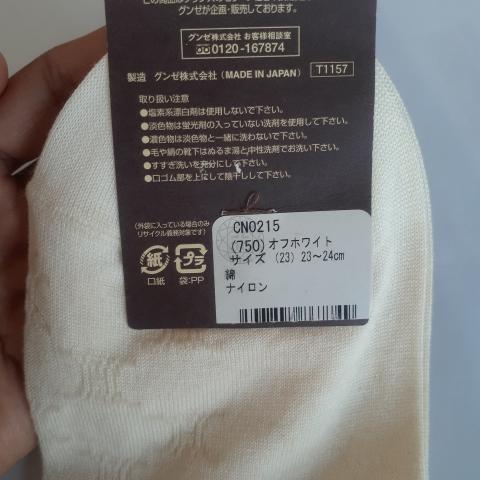 グンゼが企画・販売しております。
グンゼ株式会社 お客様相談室
0120-167874
製造 グンゼ株式会社 (MADE IN JAPAN) T1157
取り扱い注意
●塩素系漂白剤は使用しないで下さい。
●淡色物は蛍光剤の入っていない洗剤を使用して下さい。
●濃色物は淡色物と一緒に洗わないで下さい。
●毛や絹の靴下はぬるま湯と中性洗剤でお洗い下さい。
●すすぎ洗いを充分にして下さい。
●口ゴム部を上にして陰干しして下さい。
(外袋に入っている場合のみ
リサイクル義務対象です)
紙 プラ
口紙 袋:PP
CN0215
(750)オフホワイト
サイズ (23) 23～24cm
綿
ナイロン